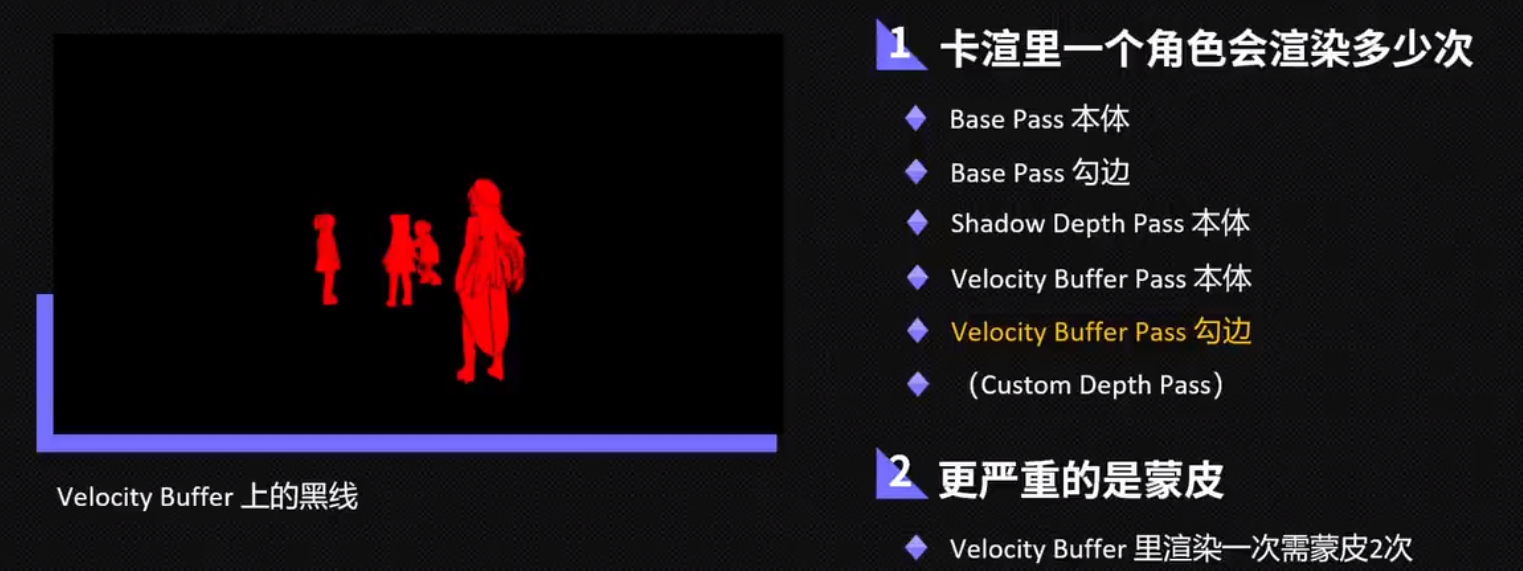 1 卡渲里一个角色会渲染多少次
Base Pass 本体
Base Pass 勾边
Shadow Depth Pass 本体
Velocity Buffer Pass 本体
Velocity Buffer Pass 勾边
（Custom Depth Pass）
2 更严重的是蒙皮
Velocity Buffer 里渲染一次需蒙皮2次
Velocity Buffer 上的黑线